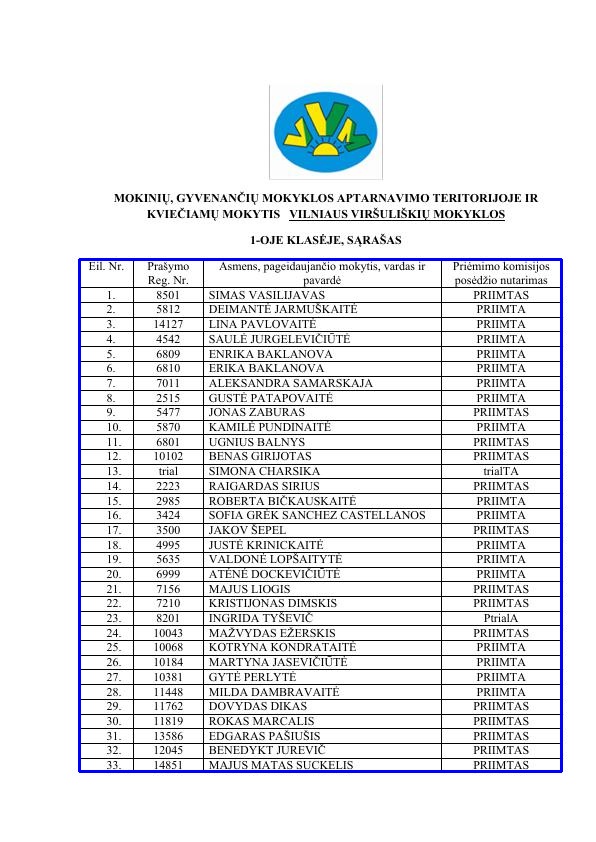 VVM
MOKINIŲ, GYVENANČIŲ MOKYKLOS APTARNAVIMO TERITORIJOJE IR
KVIEČIAMŲ MOKYTIS VILNIAUS VIRŠULIŠKIŲ MOKYKLOS
1-OJE KLASĖJE, SĄRAŠAS
Eil. Nr. Prašymo Reg. Nr. Asmens, pageidaujančio mokytis, vardas ir pavardė Priėmimo komisijos posėdžio nutarimas
1. 8501 SIMAS VASILIJAVAS PRIIMTAS
2. 5812 DEIMANTĖ JARMUŠKAITĖ PRIIMTA
3. 14127 LINA PAVLOVAITĖ PRIIMTA
4. 4542 SAULĖ JURGELEVIČIŪTĖ PRIIMTA
5. 6809 ENRIKA BAKLANOVA PRIIMTA
6. 6810 ERIKA BAKLANOVA PRIIMTA
7. 7011 ALEKSANDRA SAMARSKAJA PRIIMTA
8. 2515 GUSTĖ PATAPOVAITĖ PRIIMTA
9. 5477 JONAS ZABURAS PRIIMTAS
10. 5870 KAMILĖ PUNDINAITĖ PRIIMTA
11. 6801 UGNIUS BALNYS PRIIMTAS
12. 10102 BENAS GIRIJOTAS PRIIMTAS
13. trial SIMONA CHARSIKA trialTA
14. 2223 RAIGARDAS SIRIUS PRIIMTAS
15. 2985 ROBERTA BIČKAUSKAITĖ PRIIMTA
16. 3424 SOFIA GRĖK SANCHEZ CASTELLANOS PRIIMTA
17. 3500 JAKOV ŠEPEL PRIIMTAS
18. 4995 JUSTĖ KRINICKAITĖ PRIIMTA
19. 5635 VALDONĖ LOPŠAITYTĖ PRIIMTA
20. 6999 ATĖNĖ DOCKEVIČIŪTĖ PRIIMTA
21. 7156 MAJUS LIOGIS PRIIMTAS
22. 7210 KRISTIJONAS DIMSKIS PRIIMTAS
23. 8201 INGRIDA TYŠEVIČ PtrialA
24. 10043 MAŽVYDAS EŽERSKIS PRIIMTAS
25. 10068 KOTRYNA KONDRATAITĖ PRIIMTA
26. 10184 MARTYNA JASEVIČIŪTĖ PRIIMTA
27. 10381 GYTĖ PERLYTĖ PRIIMTA
28. 11448 MILDA DAMBRAVAITĖ PRIIMTA
29. 11762 DOVYDAS DIKAS PRIIMTAS
30. 11819 ROKAS MARCALIS PRIIMTAS
31. 13586 EDGARAS PAŠIUŠIS PRIIMTAS
32. 12045 BENEDYKT JUREVIČ PRIIMTAS
33. 14851 MAJUS MATAS SUCKELIS PRIIMTAS